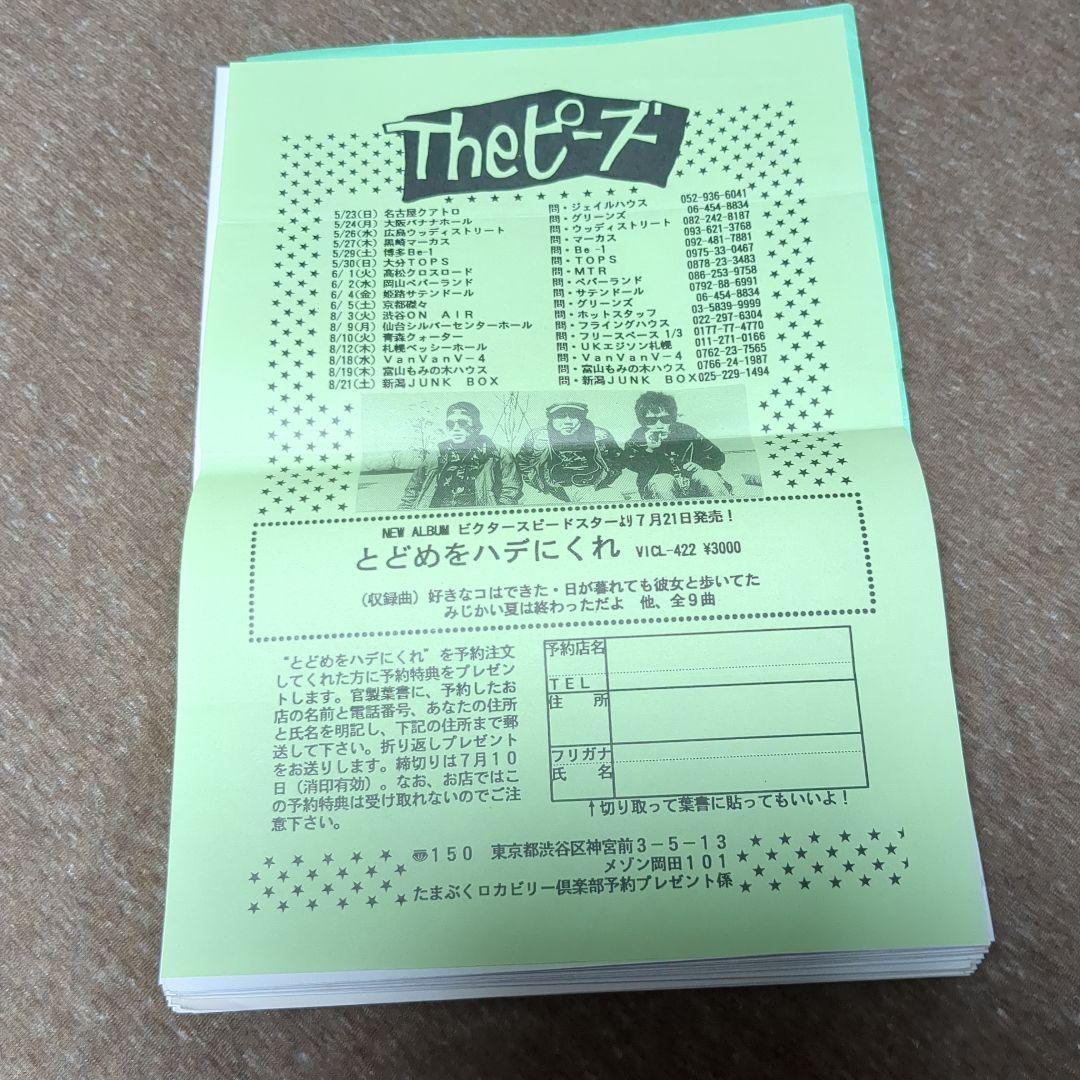 Theピーズ
5/23(日) 名古屋クアトロ 問・ジェイルハウス 052-936-6041
5/24(月) 大阪バナナホール 問・グリーンズ 06-454-8834
5/26(水) 広島ウッディストリート 問・ウッディストリート 082-242-8187
5/27(木) 黒崎マーカス 問・マーカス 093-621-3768
5/29(土) 博多Be-1 問・Be-1 092-481-7881
5/30(日) 大分TOPS 問・TOPS 0975-33-0467
6/ 1(火) 高松クロスロード 問・MTR 0878-23-3483
6/ 2(水) 岡山ペパーランド 問・ペパーランド 086-253-9758
6/ 4(金) 姫路サテンドール 問・サテンドール 0792-88-6991
6/ 5(土) 京都磔々 問・グリーンズ 06-454-8834
8/ 3(火) 渋谷ON AIR 問・ホットスタッフ 03-5839-9999
8/ 9(月) 仙台シルバーセンターホール 問・フライングハウス 022-297-6304
8/10(火) 青森クォーター 問・フリースペース 1/3 0177-77-4770
8/12(木) 札幌ベッシーホール 問・UKエジソン札幌 011-271-0166
8/18(水) VanVanV-4 問・VanVanV-4 0762-23-7565
8/19(木) 富山もみの木ハウス 問・富山もみの木ハウス 0766-24-1987
8/21(土) 新潟JUNK BOX 問・新潟JUNK BOX025-229-1494
NEW ALBUM ビクタースピードスターより7月21日発売！
とどめをハデにくれ VICL-422 ¥3000
（収録曲）好きなコはできた・日が暮れても彼女と歩いてた
みじかい夏は終わっただよ 他、全9曲
“とどめをハデにくれ”を予約注文
してくれた方に予約特典をプレゼン
トします。官製葉書に、予約したお
店の名前と電話番号、あなたの住所
と氏名を明記し、下記の住所まで郵
送して下さい。折り返しプレゼント
をお送りします。締切りは7月10
日（消印有効）。なお、お店ではこ
の予約特典は受け取れないのでご注
意下さい。
予約店名
TEL
住 所
フリガナ
氏 名
↑切り取って葉書に貼ってもいいよ！
〠150 東京都渋谷区神宮前3-5-13
メゾン岡田101
たまぶくロカビリー倶楽部予約プレゼント係